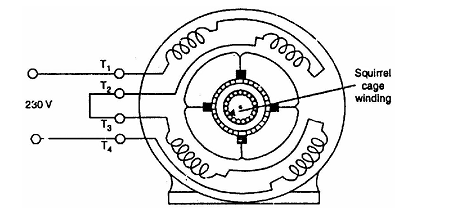 T1
T2
230 V
T3
T4
Squirrel
cage
winding